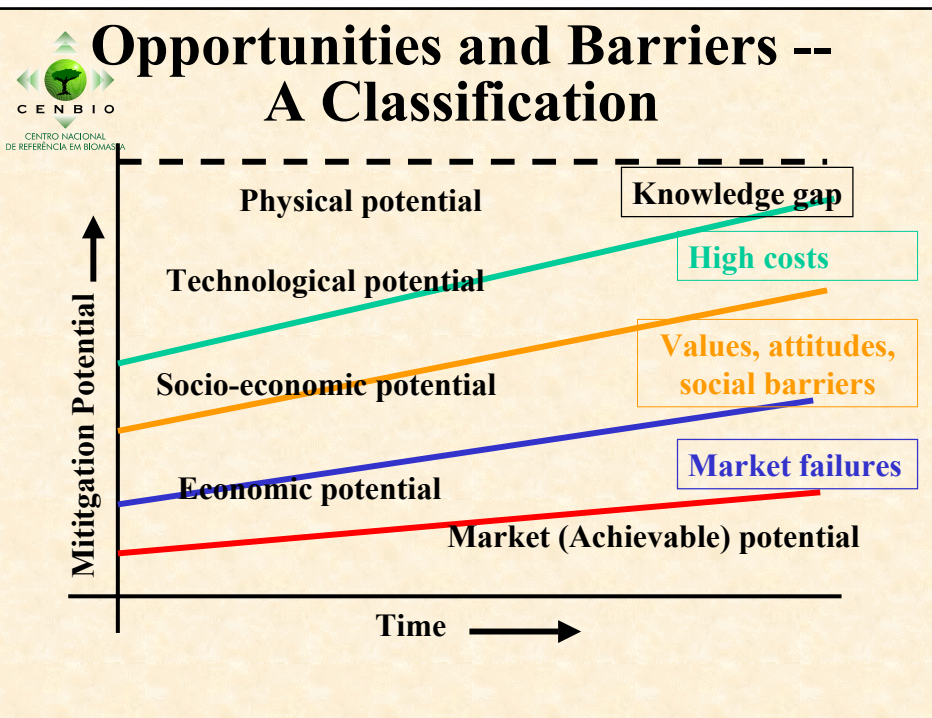 Opportunities and Barriers --
A Classification
CENBIO
CENTRO NACIONAL
DE REFERÊNCIA EM BIOMASSA
Physical potential
Knowledge gap
High costs
Technological potential
Values, attitudes,
social barriers
Socio-economic potential
Market failures
Economic potential
Market (Achievable) potential
Mititgation Potential
Time